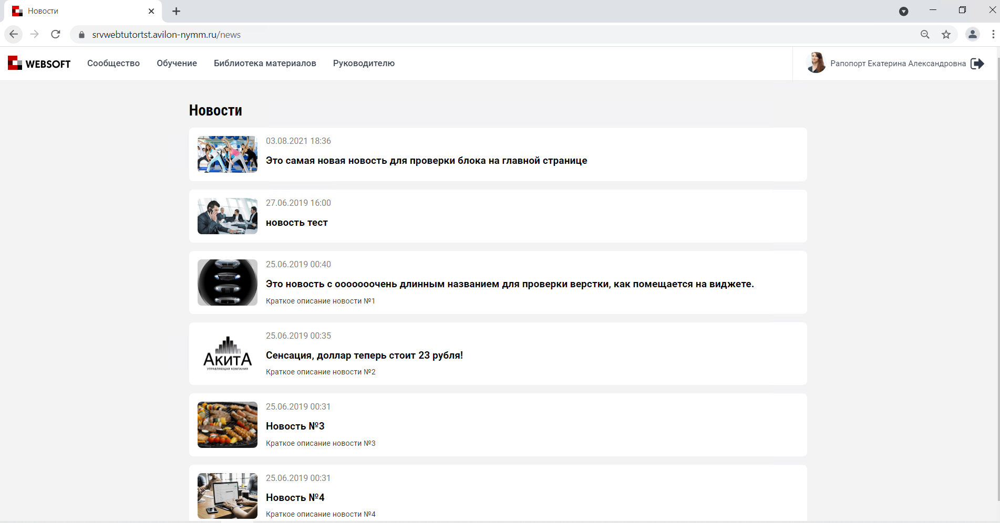 Новости
srvwebtutortst.avilon-nymm.ru/news
WEBSOFT Сообщество Обучение Библиотека материалов Руководителю Рапопорт Екатерина Александровна
Новости
03.08.2021 18:36
Это самая новая новость для проверки блока на главной странице
27.06.2019 16:00
новость тест
25.06.2019 00:40
Это новость с ооооооочень длинным названием для проверки верстки, как помещается на виджете.
Краткое описание новости №1
АКИТА
УПРАВЛЯЮЩАЯ КОМПАНИЯ
25.06.2019 00:35
Сенсация, доллар теперь стоит 23 рубля!
Краткое описание новости №2
25.06.2019 00:31
Новость №3
Краткое описание новости №3
25.06.2019 00:31
Новость №4
Краткое описание новости №4